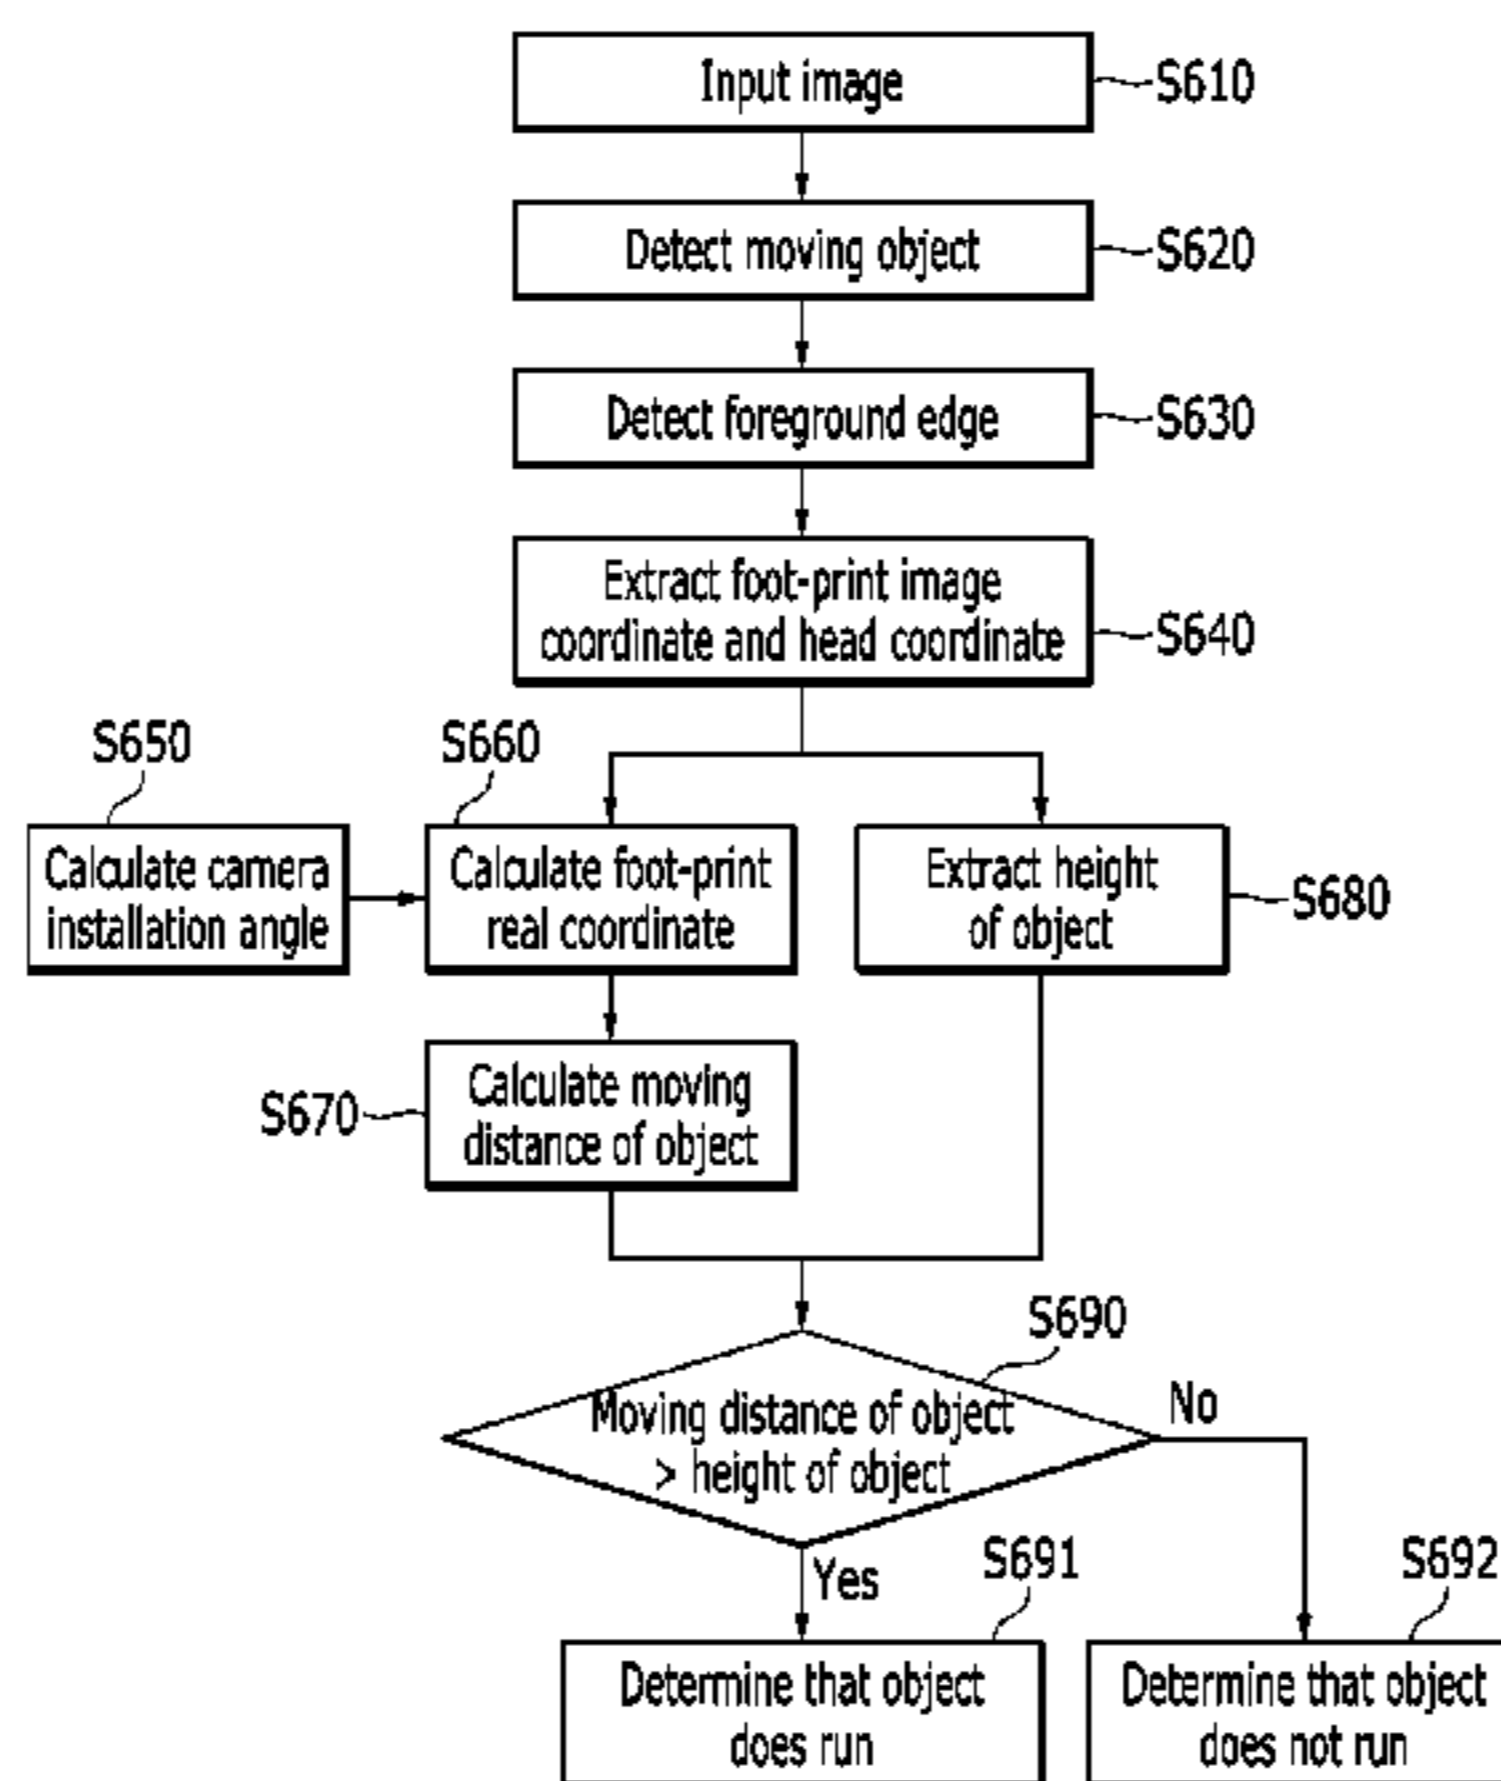 Input image
S610
Detect moving object
S620
Detect foreground edge
S630
Extract foot-print image
coordinate and head coordinate
S640
S650
S660
Calculate camera
installation angle
Calculate foot-print
real coordinate
Extract height
of object
S680
S670
Calculate moving
distance of object
S690
Moving distance of object
> height of object
No
Yes
S691
S692
Determine that object
does run
Determine that object
does not run